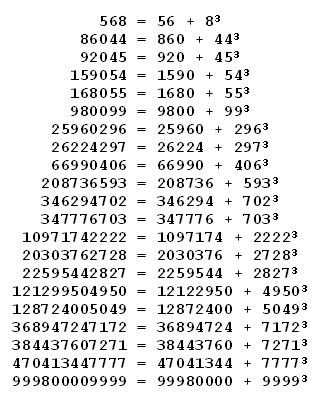 568 = 56 + 8³
86044 = 860 + 44³
92045 = 920 + 45³
159054 = 1590 + 54³
168055 = 1680 + 55³
980099 = 9800 + 99³
25960296 = 25960 + 296³
26224297 = 26224 + 297³
66990406 = 66990 + 406³
208736593 = 208736 + 593³
346294702 = 346294 + 702³
347776703 = 347776 + 703³
10971742222 = 1097174 + 2222³
20303762728 = 2030376 + 2728³
22595442827 = 2259544 + 2827³
121299504950 = 12122950 + 4950³
128724005049 = 12872400 + 5049³
368947247172 = 36894724 + 7172³
384437607271 = 38443760 + 7271³
470413447777 = 47041344 + 7777³
999800009999 = 99980000 + 9999³